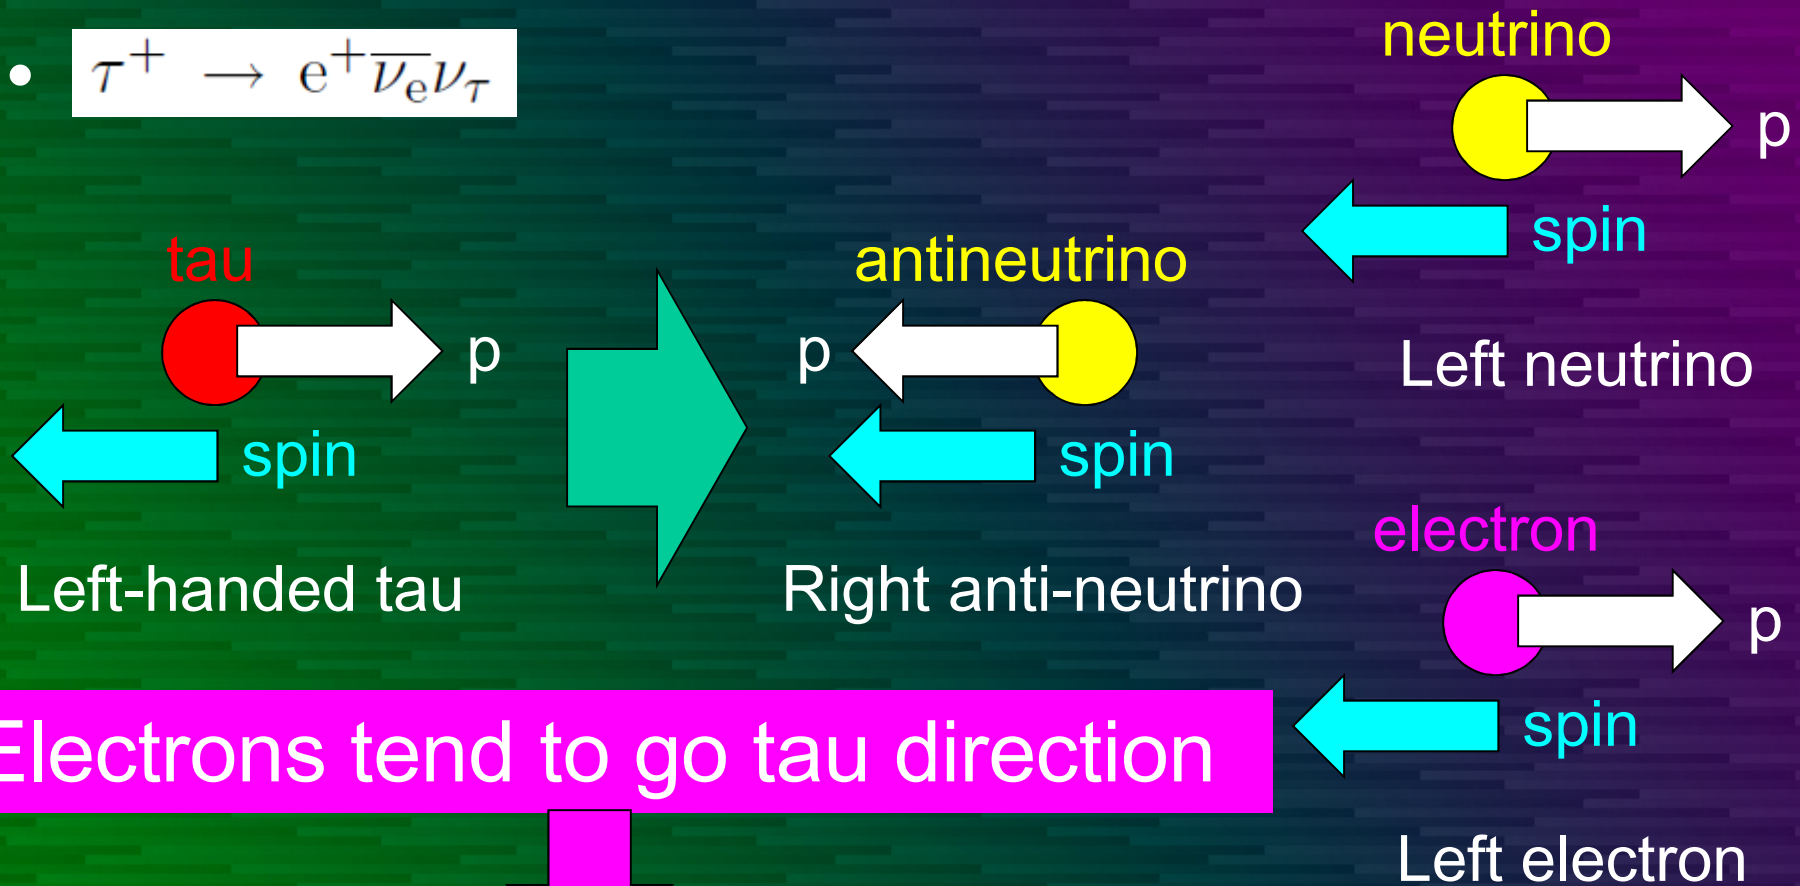 • τ⁺ → e⁺ν̅ₑν_τ
neutrino
p
spin
Left neutrino
tau
p
spin
Left-handed tau
antineutrino
p
spin
Right anti-neutrino
electron
p
spin
Left electron
Electrons tend to go tau direction